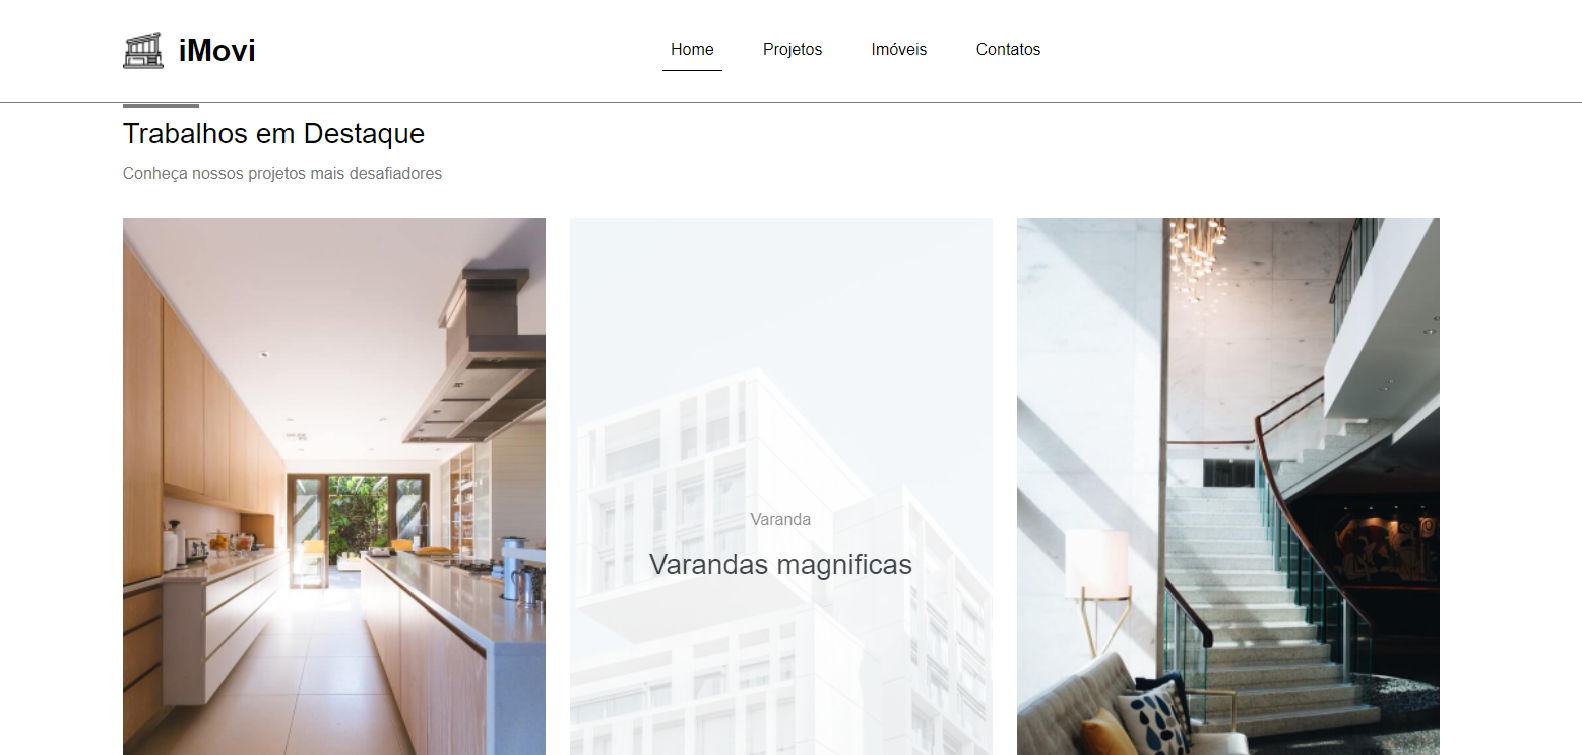 iMovi
Home Projetos Imóveis Contatos
Trabalhos em Destaque
Conheça nossos projetos mais desafiadores
Varanda
Varandas magnificas